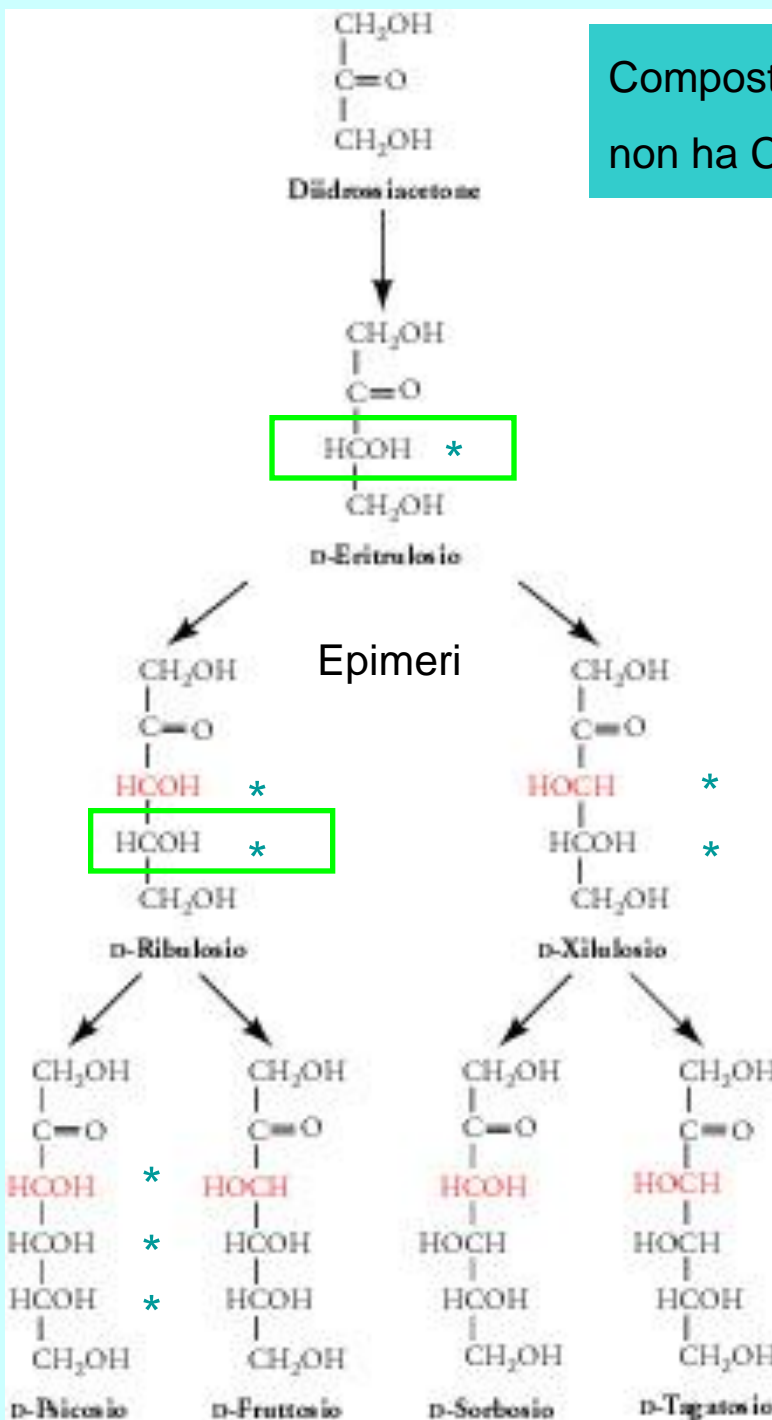 CH₂OH
C=O
CH₂OH
Diidrossiacetone
Compost
non ha C
CH₂OH
C=O
HCOH *
CH₂OH
D-Eritrulosio
Epimeri
CH₂OH CH₂OH
C=O C=O
HCOH * HOCH *
HCOH * HCOH *
CH₂OH CH₂OH
D-Ribulosio D-Xilulosio
CH₂OH CH₂OH CH₂OH CH₂OH
C=O C=O C=O C=O
HCOH * HOCH HCOH HOCH
HCOH * HCOH HOCH HOCH
HCOH * HCOH HCOH HCOH
CH₂OH CH₂OH CH₂OH CH₂OH
D-Psicosio D-Fruttosio D-Sorbosio D-Tagatosio